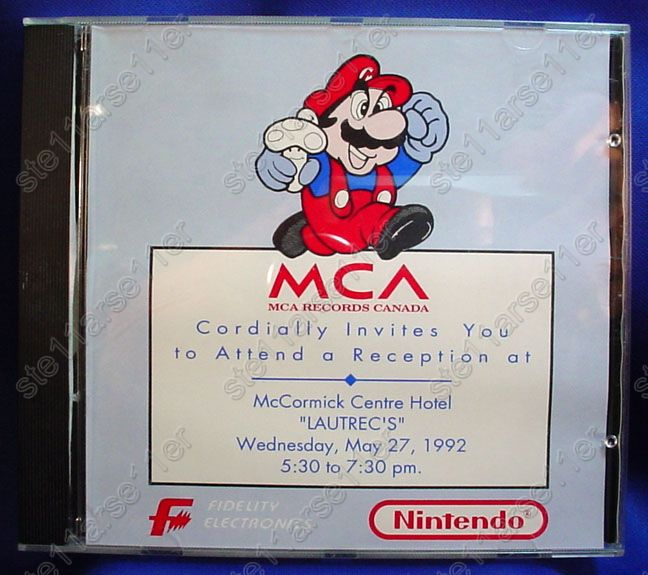 MCA
MCA RECORDS CANADA
Cordially Invites You
to Attend a Reception at
McCormick Centre Hotel
"LAUTREC'S"
Wednesday, May 27, 1992
5:30 to 7:30 pm.
F FIDELITY
ELECTRONICS
Nintendo®
ste11arse11er